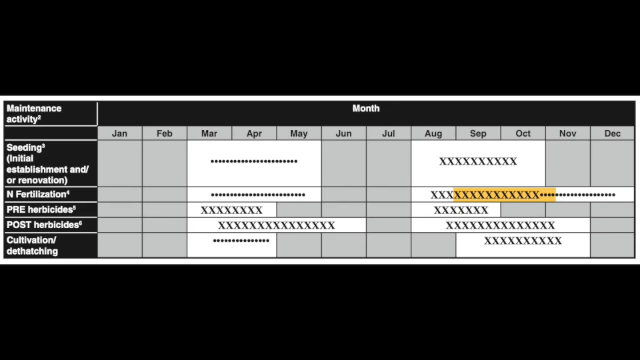 Maintenance activity² Month
Jan Feb Mar Apr May Jun Jul Aug Sep Oct Nov Dec
Seeding³
(Initial
establishment and/
or renovation) •••••••••••••••••••••••• XXXXXXXXXX
N Fertilization⁴ •••••••••••••••••••••••••• XXXXXXXXXXXXXX•••••••••••••••••••••
PRE herbicides⁵ XXXXXXXX XXXXXXX
POST herbicides⁶ XXXXXXXXXXXXXXX XXXXXXXXXXXXXX
Cultivation/
dethatching •••••••••••••••• XXXXXXXXXX